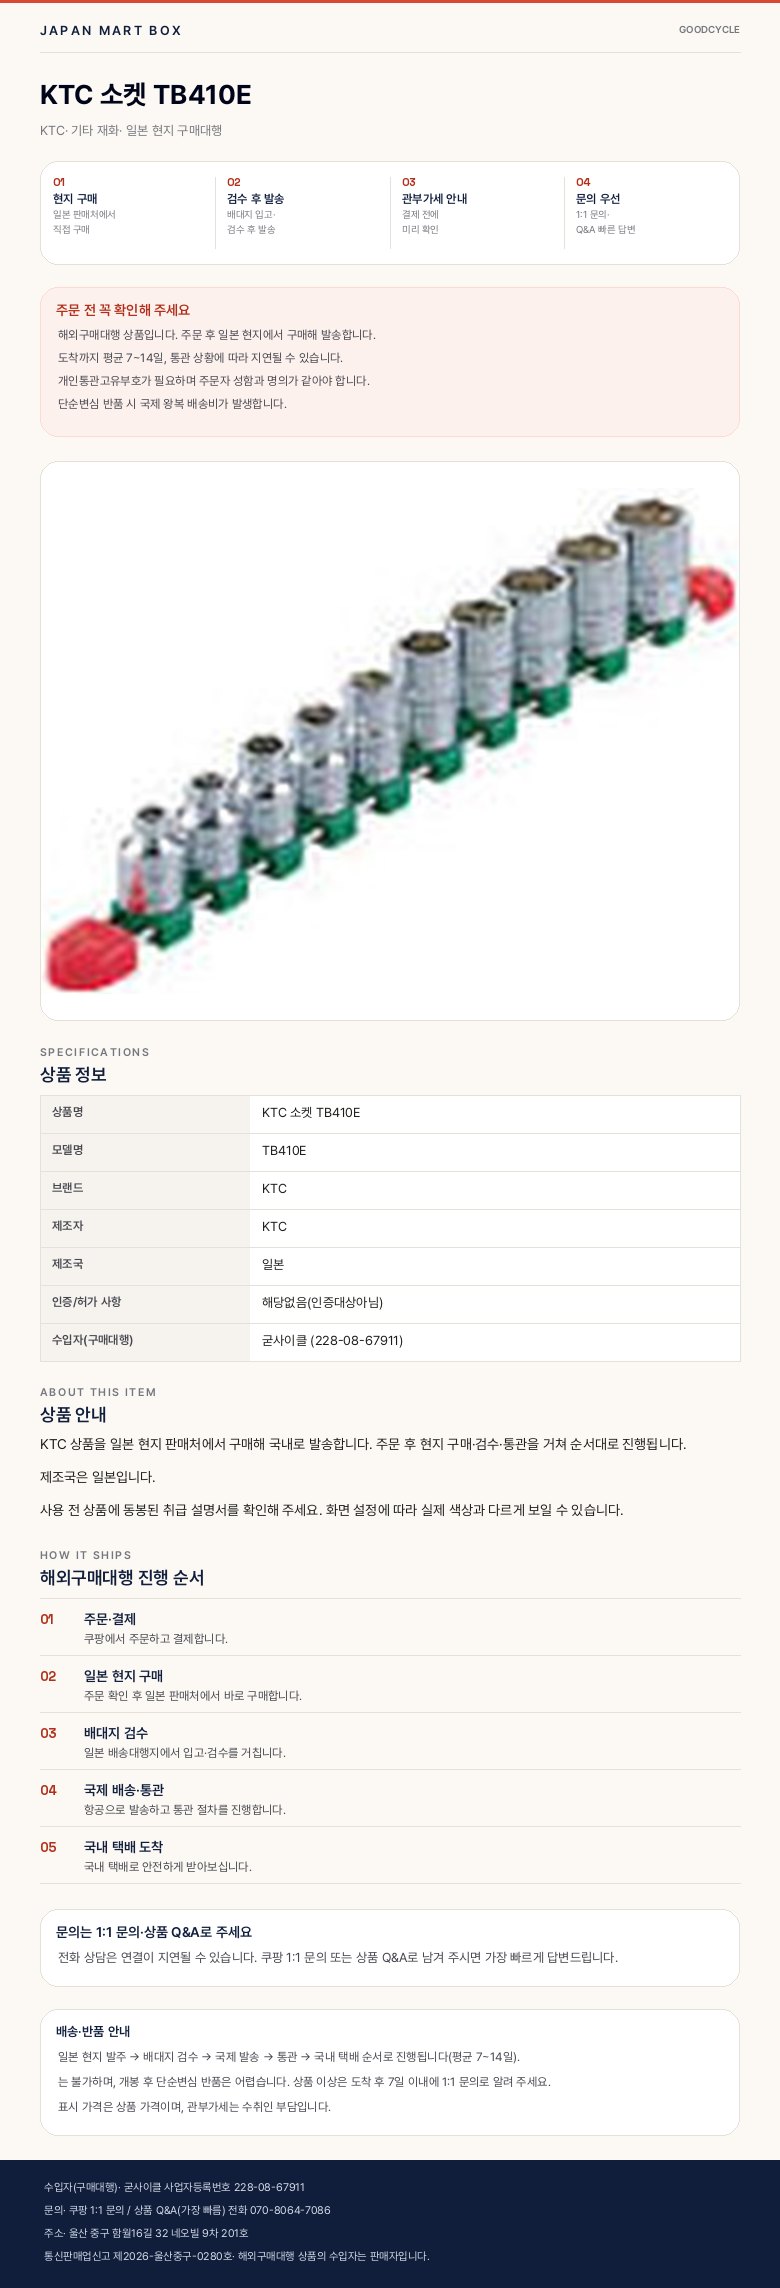 JAPAN MART BOX
GOODCYCLE
KTC 소켓 TB410E
KTC· 기타 재화· 일본 현지 구매대행
01
현지 구매
일본 판매처에서
직접 구매
02
검수 후 발송
배대지 입고·
검수 후 발송
03
관부가세 안내
결제 전에
미리 확인
04
문의 우선
1:1 문의·
Q&A 빠른 답변
주문 전 꼭 확인해 주세요
해외구매대행 상품입니다. 주문 후 일본 현지에서 구매해 발송합니다.
도착까지 평균 7~14일, 통관 상황에 따라 지연될 수 있습니다.
개인통관고유부호가 필요하며 주문자 성함과 명의가 같아야 합니다.
단순변심 반품 시 국제 왕복 배송비가 발생합니다.
SPECIFICATIONS
상품 정보
상품명 KTC 소켓 TB410E
모델명 TB410E
브랜드 KTC
제조자 KTC
제조국 일본
인증/허가 사항 해당없음(인증대상아님)
수입자(구매대행) 굳사이클 (228-08-67911)
ABOUT THIS ITEM
상품 안내
KTC 상품을 일본 현지 판매처에서 구매해 국내로 발송합니다. 주문 후 현지 구매·검수·통관을 거쳐 순서대로 진행됩니다.
제조국은 일본입니다.
사용 전 상품에 동봉된 취급 설명서를 확인해 주세요. 화면 설정에 따라 실제 색상과 다르게 보일 수 있습니다.
HOW IT SHIPS
해외구매대행 진행 순서
01 주문·결제
쿠팡에서 주문하고 결제합니다.
02 일본 현지 구매
주문 확인 후 일본 판매처에서 바로 구매합니다.
03 배대지 검수
일본 배송대행지에서 입고·검수를 거칩니다.
04 국제 배송·통관
항공으로 발송하고 통관 절차를 진행합니다.
05 국내 택배 도착
국내 택배로 안전하게 받아보십니다.
문의는 1:1 문의·상품 Q&A로 주세요
전화 상담은 연결이 지연될 수 있습니다. 쿠팡 1:1 문의 또는 상품 Q&A로 남겨 주시면 가장 빠르게 답변드립니다.
배송·반품 안내
일본 현지 발주 → 배대지 검수 → 국제 발송 → 통관 → 국내 택배 순서로 진행됩니다(평균 7~14일).
는 불가하며, 개봉 후 단순변심 반품은 어렵습니다. 상품 이상은 도착 후 7일 이내에 1:1 문의로 알려 주세요.
표시 가격은 상품 가격이며, 관부가세는 수취인 부담입니다.
수입자(구매대행)· 굳사이클 사업자등록번호 228-08-67911
문의· 쿠팡 1:1 문의 / 상품 Q&A(가장 빠름) 전화 070-8064-7086
주소· 울산 중구 함월16길 32 네오빌 9차 201호
통신판매업신고 제2026-울산중구-0280호· 해외구매대행 상품의 수입자는 판매자입니다.